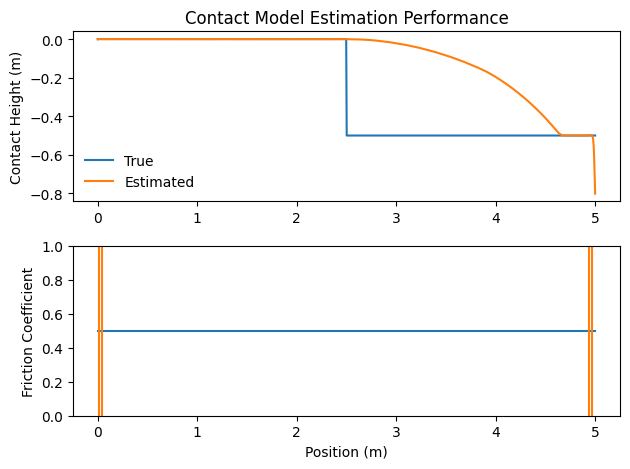 Contact Model Estimation Performance
Contact Height (m)
0.0
−0.2
−0.4
−0.6
−0.8
True
Estimated
0 1 2 3 4 5
Friction Coefficient
1.0
0.8
0.6
0.4
0.2
0.0
0 1 2 3 4 5
Position (m)